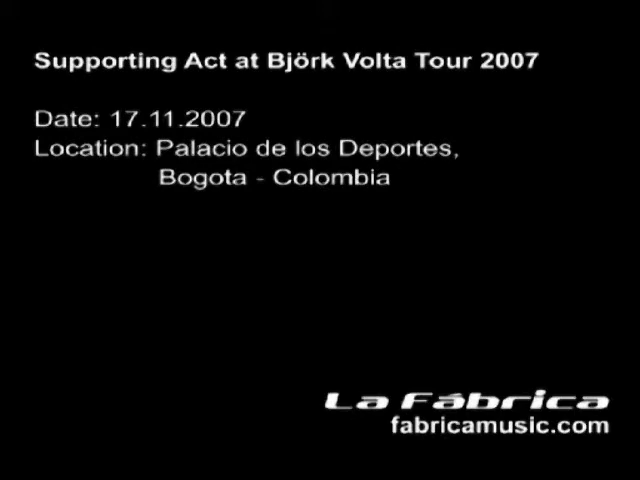 Supporting Act at Björk Volta Tour 2007
Date: 17.11.2007
Location: Palacio de los Deportes,
Bogota - Colombia
La Fábrica
fabricamusic.com